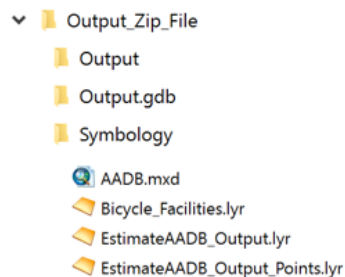 Output_Zip_File
Output
Output.gdb
Symbology
AADB.mxd
Bicycle_Facilities.lyr
EstimateAADB_Output.lyr
EstimateAADB_Output_Points.lyr